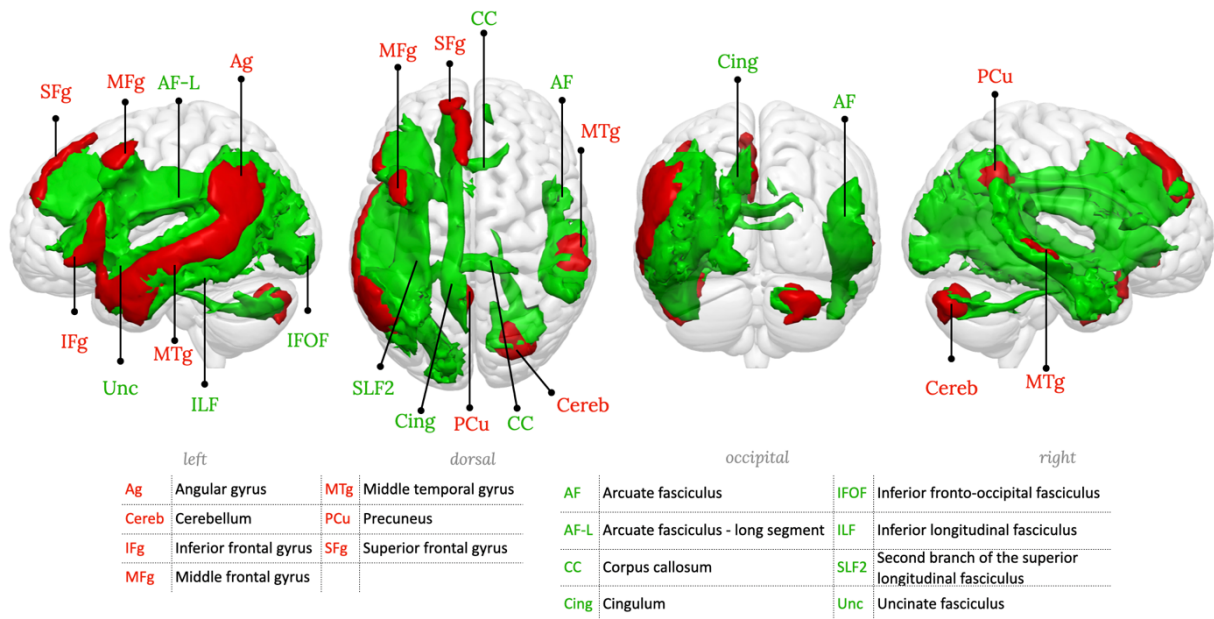 CC
SFg
MFg
Ag
MFg
AF-L
SFg
AF
MTg
Cing
AF
PCu
IFg
Unc
MTg
ILF
IFOF
SLF2
Cing
PCu
CC
Cereb
Cereb
MTg
left
dorsal
occipital
right
Ag Angular gyrus MTg Middle temporal gyrus
Cereb Cerebellum PCu Precuneus
IFg Inferior frontal gyrus SFg Superior frontal gyrus
MFg Middle frontal gyrus
AF Arcuate fasciculus IFOF Inferior fronto-occipital fasciculus
AF-L Arcuate fasciculus - long segment ILF Inferior longitudinal fasciculus
CC Corpus callosum SLF2 Second branch of the superior
longitudinal fasciculus
Cing Cingulum Unc Uncinate fasciculus